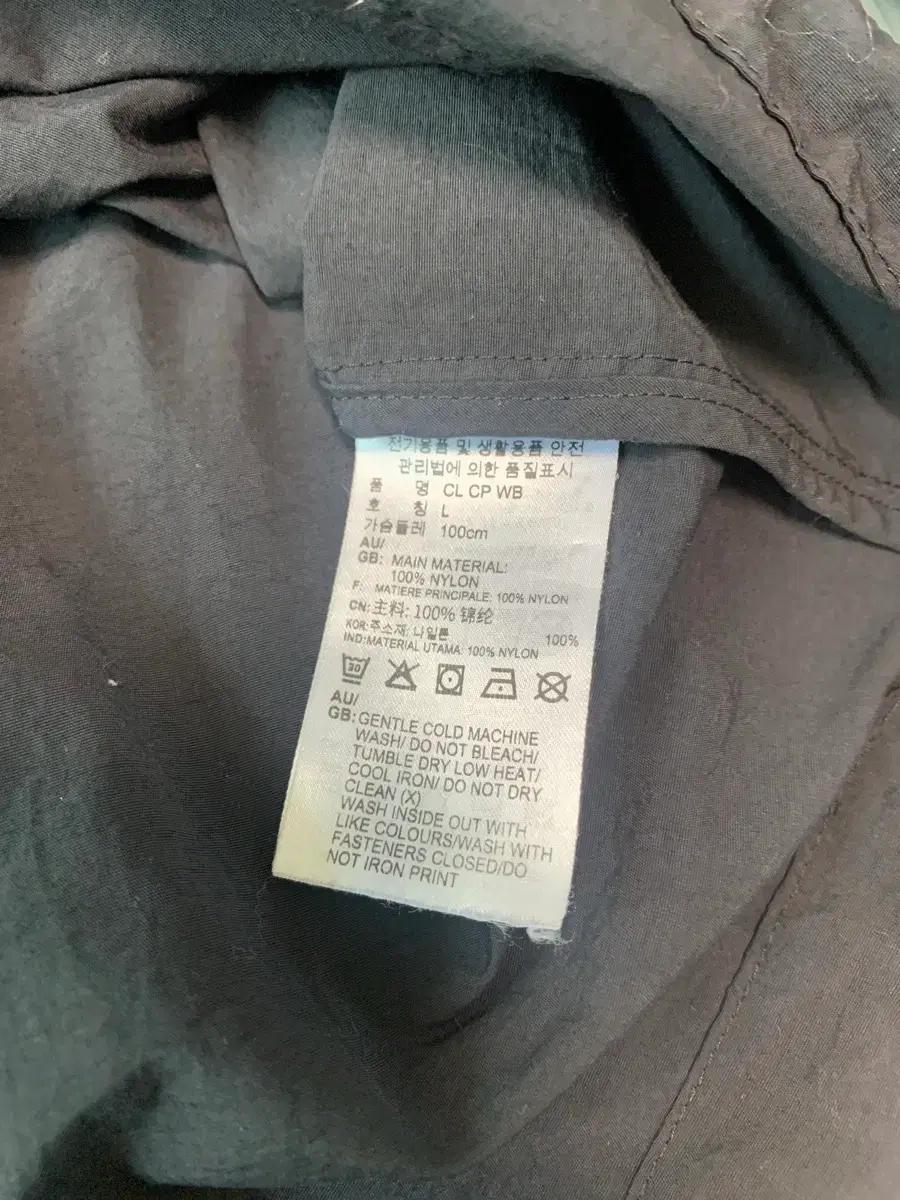 전기용품 및 생활용품 안전
관리법에 의한 품질표시
품 명 CL CP WB
호 칭 L
가슴둘레 100cm
AU/
GB: MAIN MATERIAL:
100% NYLON
F: MATIERE PRINCIPALE: 100% NYLON
CN: 主料: 100% 锦纶
KOR: 주소재: 나일론 100%
IND: MATERIAL UTAMA: 100% NYLON
30
AU/
GB: GENTLE COLD MACHINE
WASH/ DO NOT BLEACH/
TUMBLE DRY LOW HEAT/
COOL IRON/ DO NOT DRY
CLEAN (X)
WASH INSIDE OUT WITH
LIKE COLOURS/WASH WITH
FASTENERS CLOSED/DO
NOT IRON PRINT